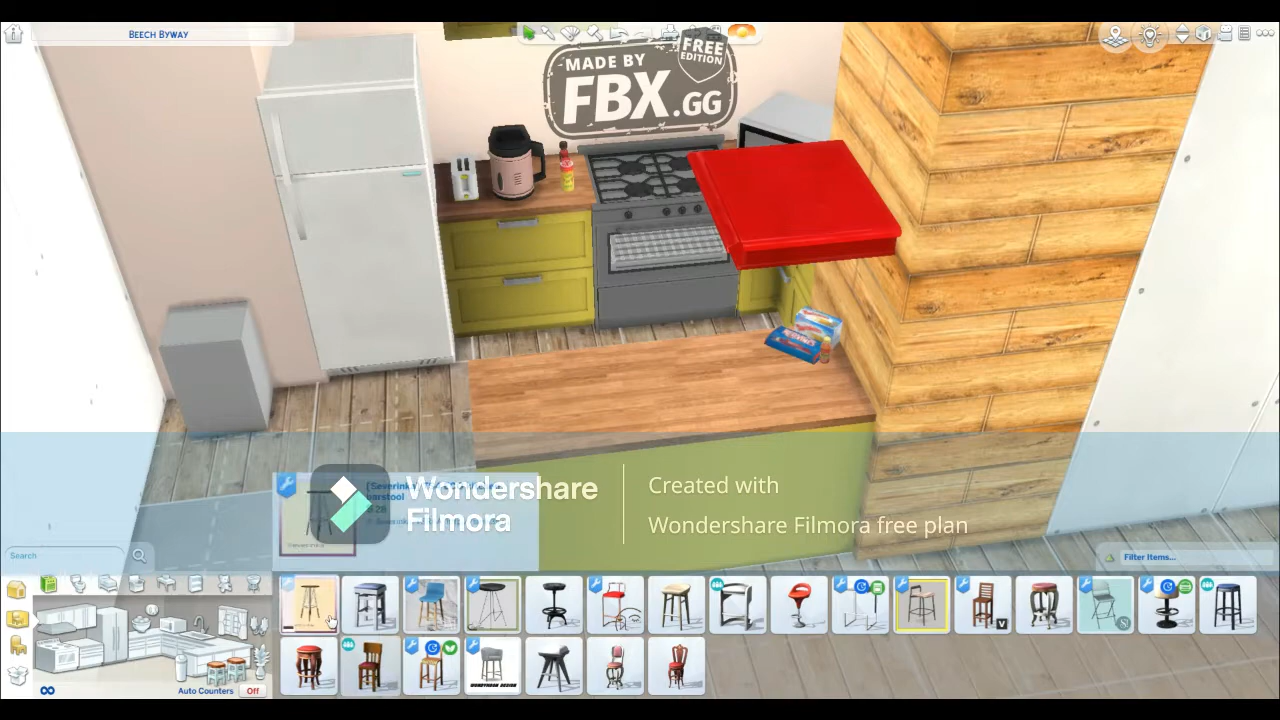 BEECH BYWAY
MADE BY
FREE
EDITION
FBX.GG
barstool
Wondershare
Filmora
Created with
Wondershare Filmora free plan
Search
Filter Items...
Auto Counters
Off